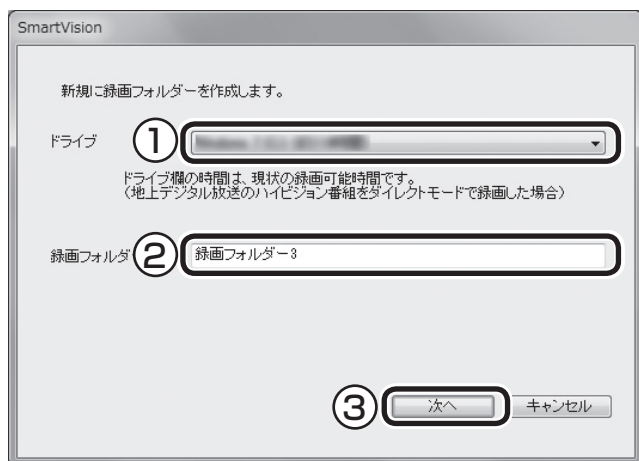 SmartVision
新規に録画フォルダーを作成します。
ドライブ
①
ドライブ欄の時間は、現状の録画可能時間です。
（地上デジタル放送のハイビジョン番組をダイレクトモードで録画した場合）
録画フォルダ
② 録画フォルダー3
③ 次へ キャンセル